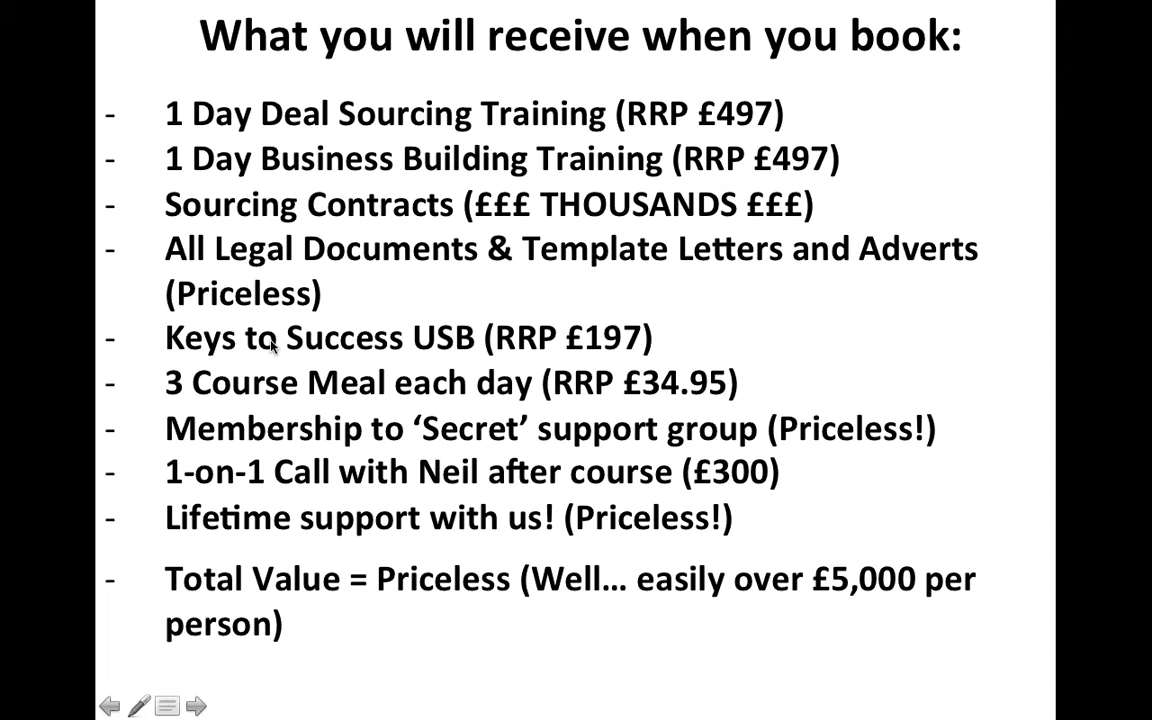 What you will receive when you book:
- 1 Day Deal Sourcing Training (RRP £497)
- 1 Day Business Building Training (RRP £497)
- Sourcing Contracts (£££ THOUSANDS £££)
- All Legal Documents & Template Letters and Adverts
(Priceless)
- Keys to Success USB (RRP £197)
- 3 Course Meal each day (RRP £34.95)
- Membership to ‘Secret’ support group (Priceless!)
- 1-on-1 Call with Neil after course (£300)
- Lifetime support with us! (Priceless!)
- Total Value = Priceless (Well… easily over £5,000 per
person)